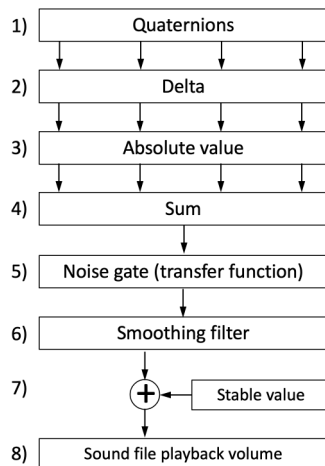 1) Quaternions
2) Delta
3) Absolute value
4) Sum
5) Noise gate (transfer function)
6) Smoothing filter
7) + Stable value
8) Sound file playback volume